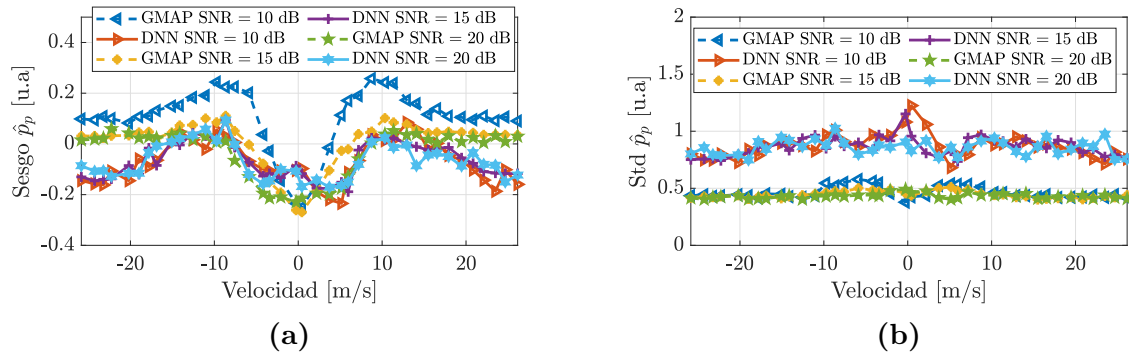 GMAP SNR = 10 dB
DNN SNR = 10 dB
GMAP SNR = 15 dB
DNN SNR = 15 dB
GMAP SNR = 20 dB
DNN SNR = 20 dB
Sesgo p̂ₚ [u.a]
0.4
0.2
0
-0.2
-0.4
-20
-10
0
10
20
Velocidad [m/s]
(a)
GMAP SNR = 10 dB
DNN SNR = 10 dB
GMAP SNR = 15 dB
DNN SNR = 15 dB
GMAP SNR = 20 dB
DNN SNR = 20 dB
Std p̂ₚ [u.a]
2
1.5
1
0.5
0
-20
-10
0
10
20
Velocidad [m/s]
(b)